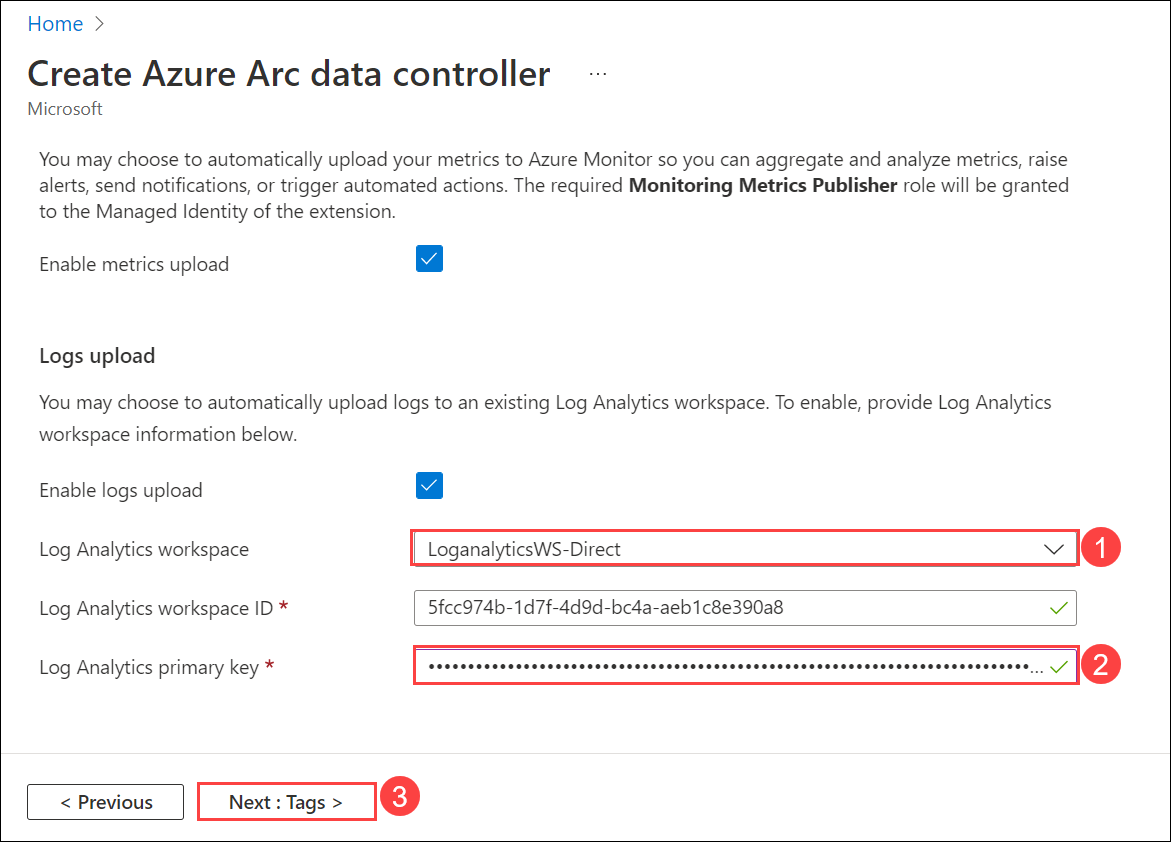 Home >
Create Azure Arc data controller ...
Microsoft
You may choose to automatically upload your metrics to Azure Monitor so you can aggregate and analyze metrics, raise
alerts, send notifications, or trigger automated actions. The required Monitoring Metrics Publisher role will be granted
to the Managed Identity of the extension.
Enable metrics upload
Logs upload
You may choose to automatically upload logs to an existing Log Analytics workspace. To enable, provide Log Analytics
workspace information below.
Enable logs upload
Log Analytics workspace LoganalyticsWS-Direct 1
Log Analytics workspace ID * 5fcc974b-1d7f-4d9d-bc4a-aeb1c8e390a8
Log Analytics primary key * ••••••••••••••••••••••••••••••••••••••••••••••••••••••••••••••••••••••••••••... 2
< Previous Next : Tags > 3